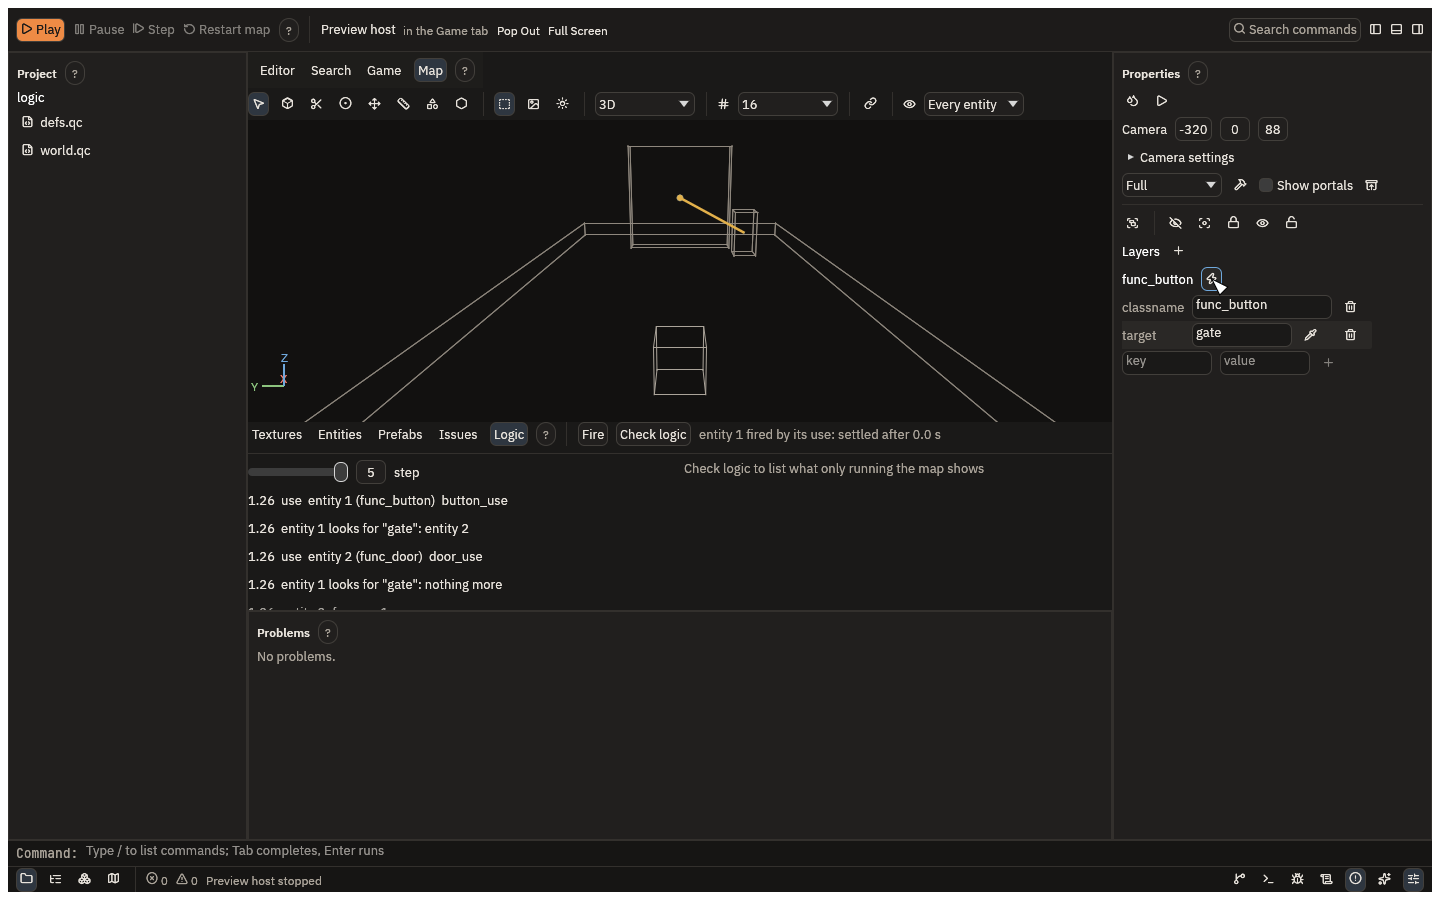 Play Pause Step Restart map ? Preview host in the Game tab Pop Out Full Screen Search commands
Project ?
logic
defs.qc
world.qc
Editor Search Game Map ?
3D # 16 Every entity
Z
Y X
Textures Entities Prefabs Issues Logic ? Fire Check logic entity 1 fired by its use: settled after 0.0 s
5 step
Check logic to list what only running the map shows
1.26 use entity 1 (func_button) button_use
1.26 entity 1 looks for "gate": entity 2
1.26 use entity 2 (func_door) door_use
1.26 entity 1 looks for "gate": nothing more
Problems ?
No problems.
Properties ?
Camera -320 0 88
Camera settings
Full Show portals
Layers +
func_button
classname func_button
target gate
key value +
Command: Type / to list commands; Tab completes, Enter runs
0 0 Preview host stopped